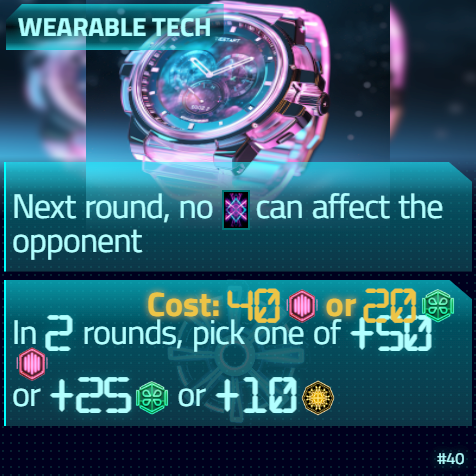 WEARABLE TECH
Next round, no can affect the
opponent
Cost: 40 or 20
In 2 rounds, pick one of +50
or +25 or +10
#40